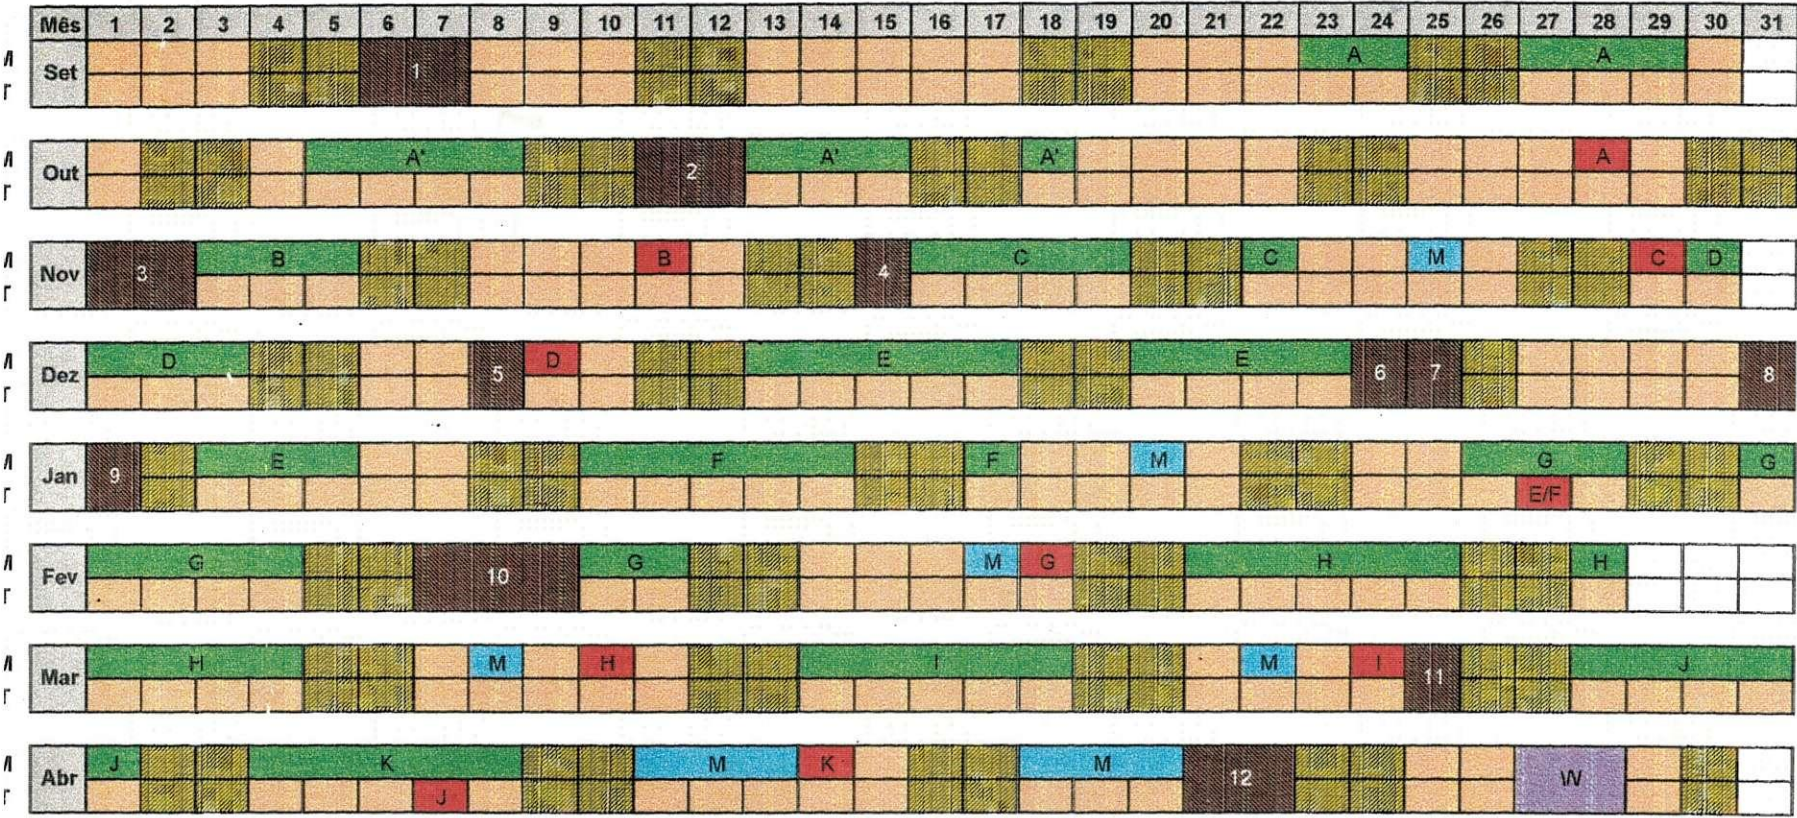 Mês 1 2 3 4 5 6 7 8 9 10 11 12 13 14 15 16 17 18 19 20 21 22 23 24 25 26 27 28 29 30 31
Set 1 A A
Out A' 2 A' A' A
Nov 3 B B 4 C C M C D
Dez D 5 D E E 6 7 8
Jan 9 E F F M G G
E/F
Fev G 10 G M G H H
Mar H M H I M I 11 J
Abr J K M K M 12 W
J